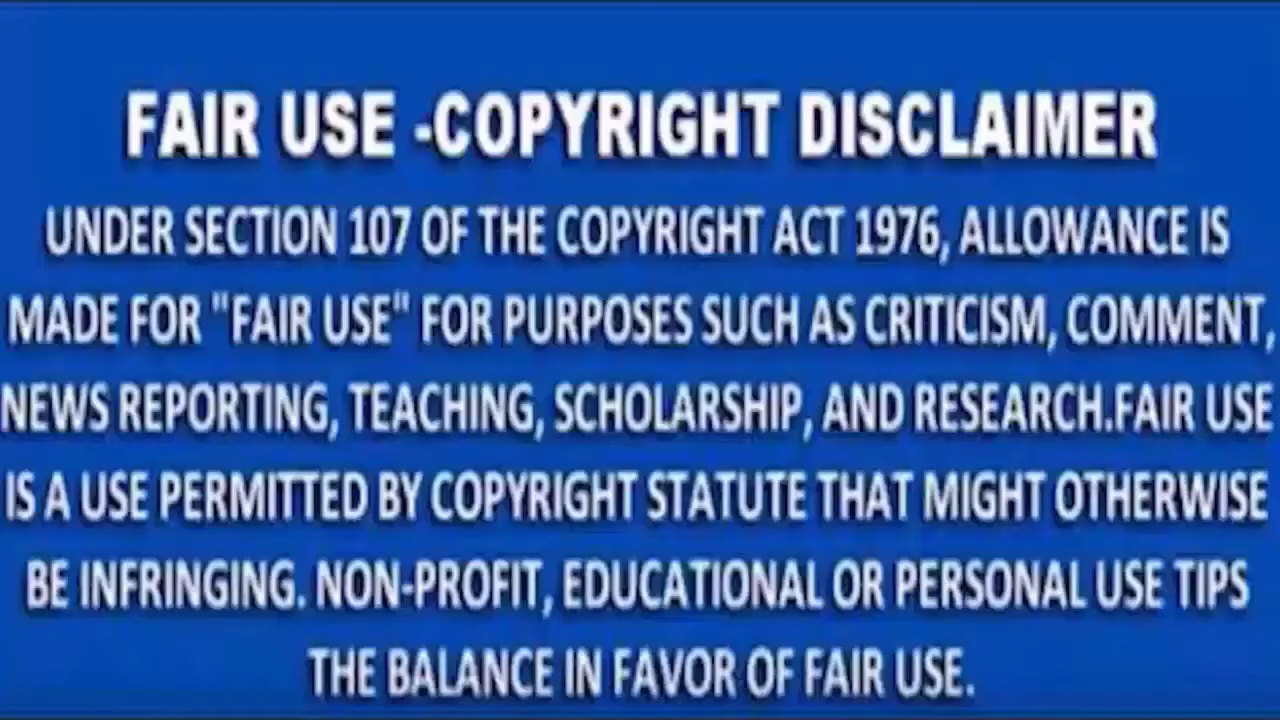 FAIR USE -COPYRIGHT DISCLAIMER
UNDER SECTION 107 OF THE COPYRIGHT ACT 1976, ALLOWANCE IS
MADE FOR "FAIR USE" FOR PURPOSES SUCH AS CRITICISM, COMMENT,
NEWS REPORTING, TEACHING, SCHOLARSHIP, AND RESEARCH.FAIR USE
IS A USE PERMITTED BY COPYRIGHT STATUTE THAT MIGHT OTHERWISE
BE INFRINGING. NON-PROFIT, EDUCATIONAL OR PERSONAL USE TIPS
THE BALANCE IN FAVOR OF FAIR USE.